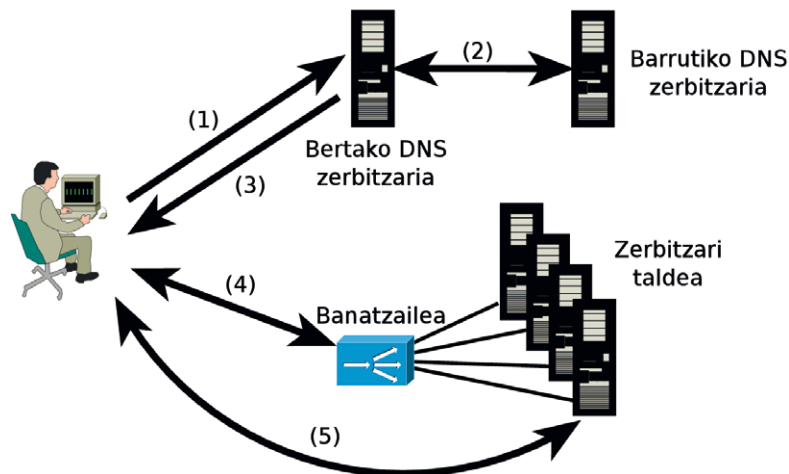 (1)
(2)
Barrutiko DNS
zerbitzaria
Bertako DNS
zerbitzaria
(3)
(4)
Banatzailea
Zerbitzari
taldea
(5)